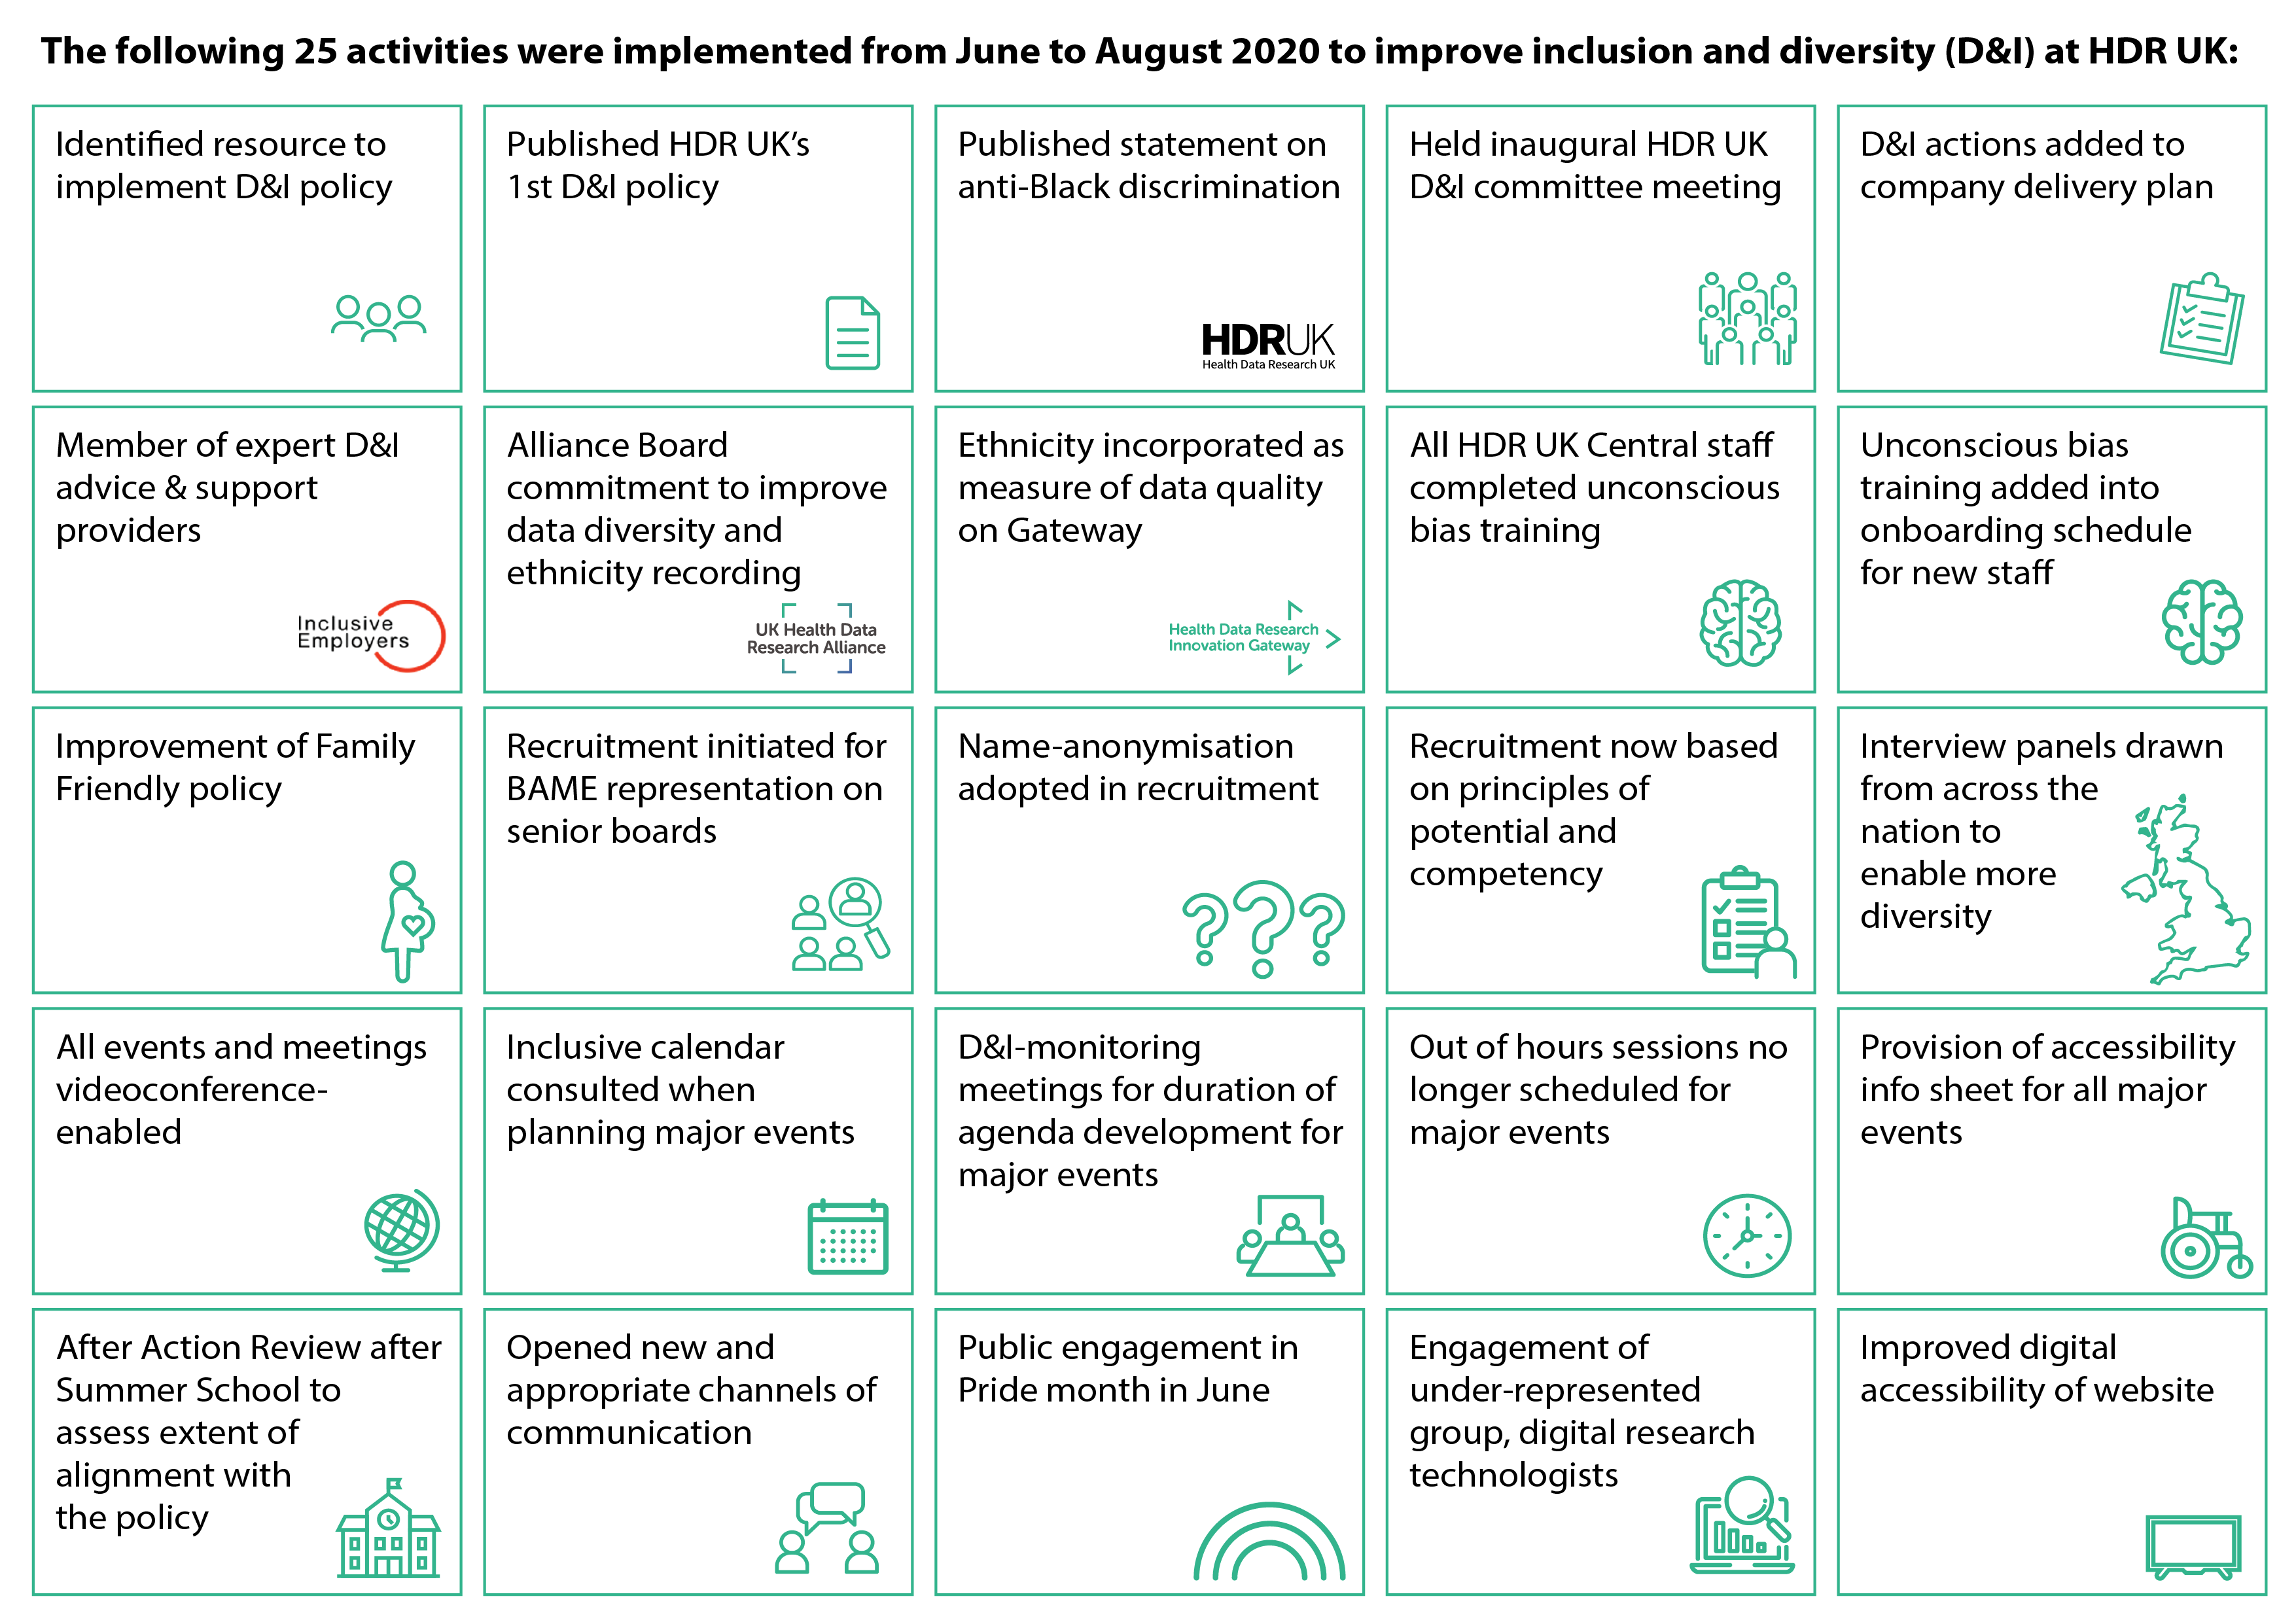 The following 25 activities were implemented from June to August 2020 to improve inclusion and diversity (D&I) at HDR UK:
Identified resource to
implement D&I policy
Published HDR UK’s
1st D&I policy
Published statement on
anti-Black discrimination
HDRUK
Health Data Research UK
Held inaugural HDR UK
D&I committee meeting
D&I actions added to
company delivery plan
Member of expert D&I
advice & support
providers
Inclusive
Employers
Alliance Board
commitment to improve
data diversity and
ethnicity recording
UK Health Data
Research Alliance
Ethnicity incorporated as
measure of data quality
on Gateway
Health Data Research
Innovation Gateway
All HDR UK Central staff
completed unconscious
bias training
Unconscious bias
training added into
onboarding schedule
for new staff
Improvement of Family
Friendly policy
Recruitment initiated for
BAME representation on
senior boards
Name-anonymisation
adopted in recruitment
Recruitment now based
on principles of
potential and
competency
Interview panels drawn
from across the
nation to
enable more
diversity
All events and meetings
videoconference-
enabled
Inclusive calendar
consulted when
planning major events
D&I-monitoring
meetings for duration of
agenda development for
major events
Out of hours sessions no
longer scheduled for
major events
Provision of accessibility
info sheet for all major
events
After Action Review after
Summer School to
assess extent of
alignment with
the policy
Opened new and
appropriate channels of
communication
Public engagement in
Pride month in June
Engagement of
under-represented
group, digital research
technologists
Improved digital
accessibility of website